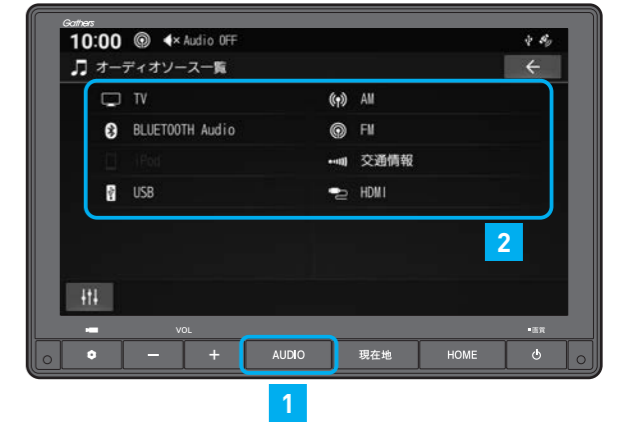 Gathers
10:00 Audio OFF
オーディオソース一覧
TV
AM
BLUETOOTH Audio
FM
iPod
交通情報
USB
HDMI
2
VOL
■画質
− + AUDIO 現在地 HOME
1